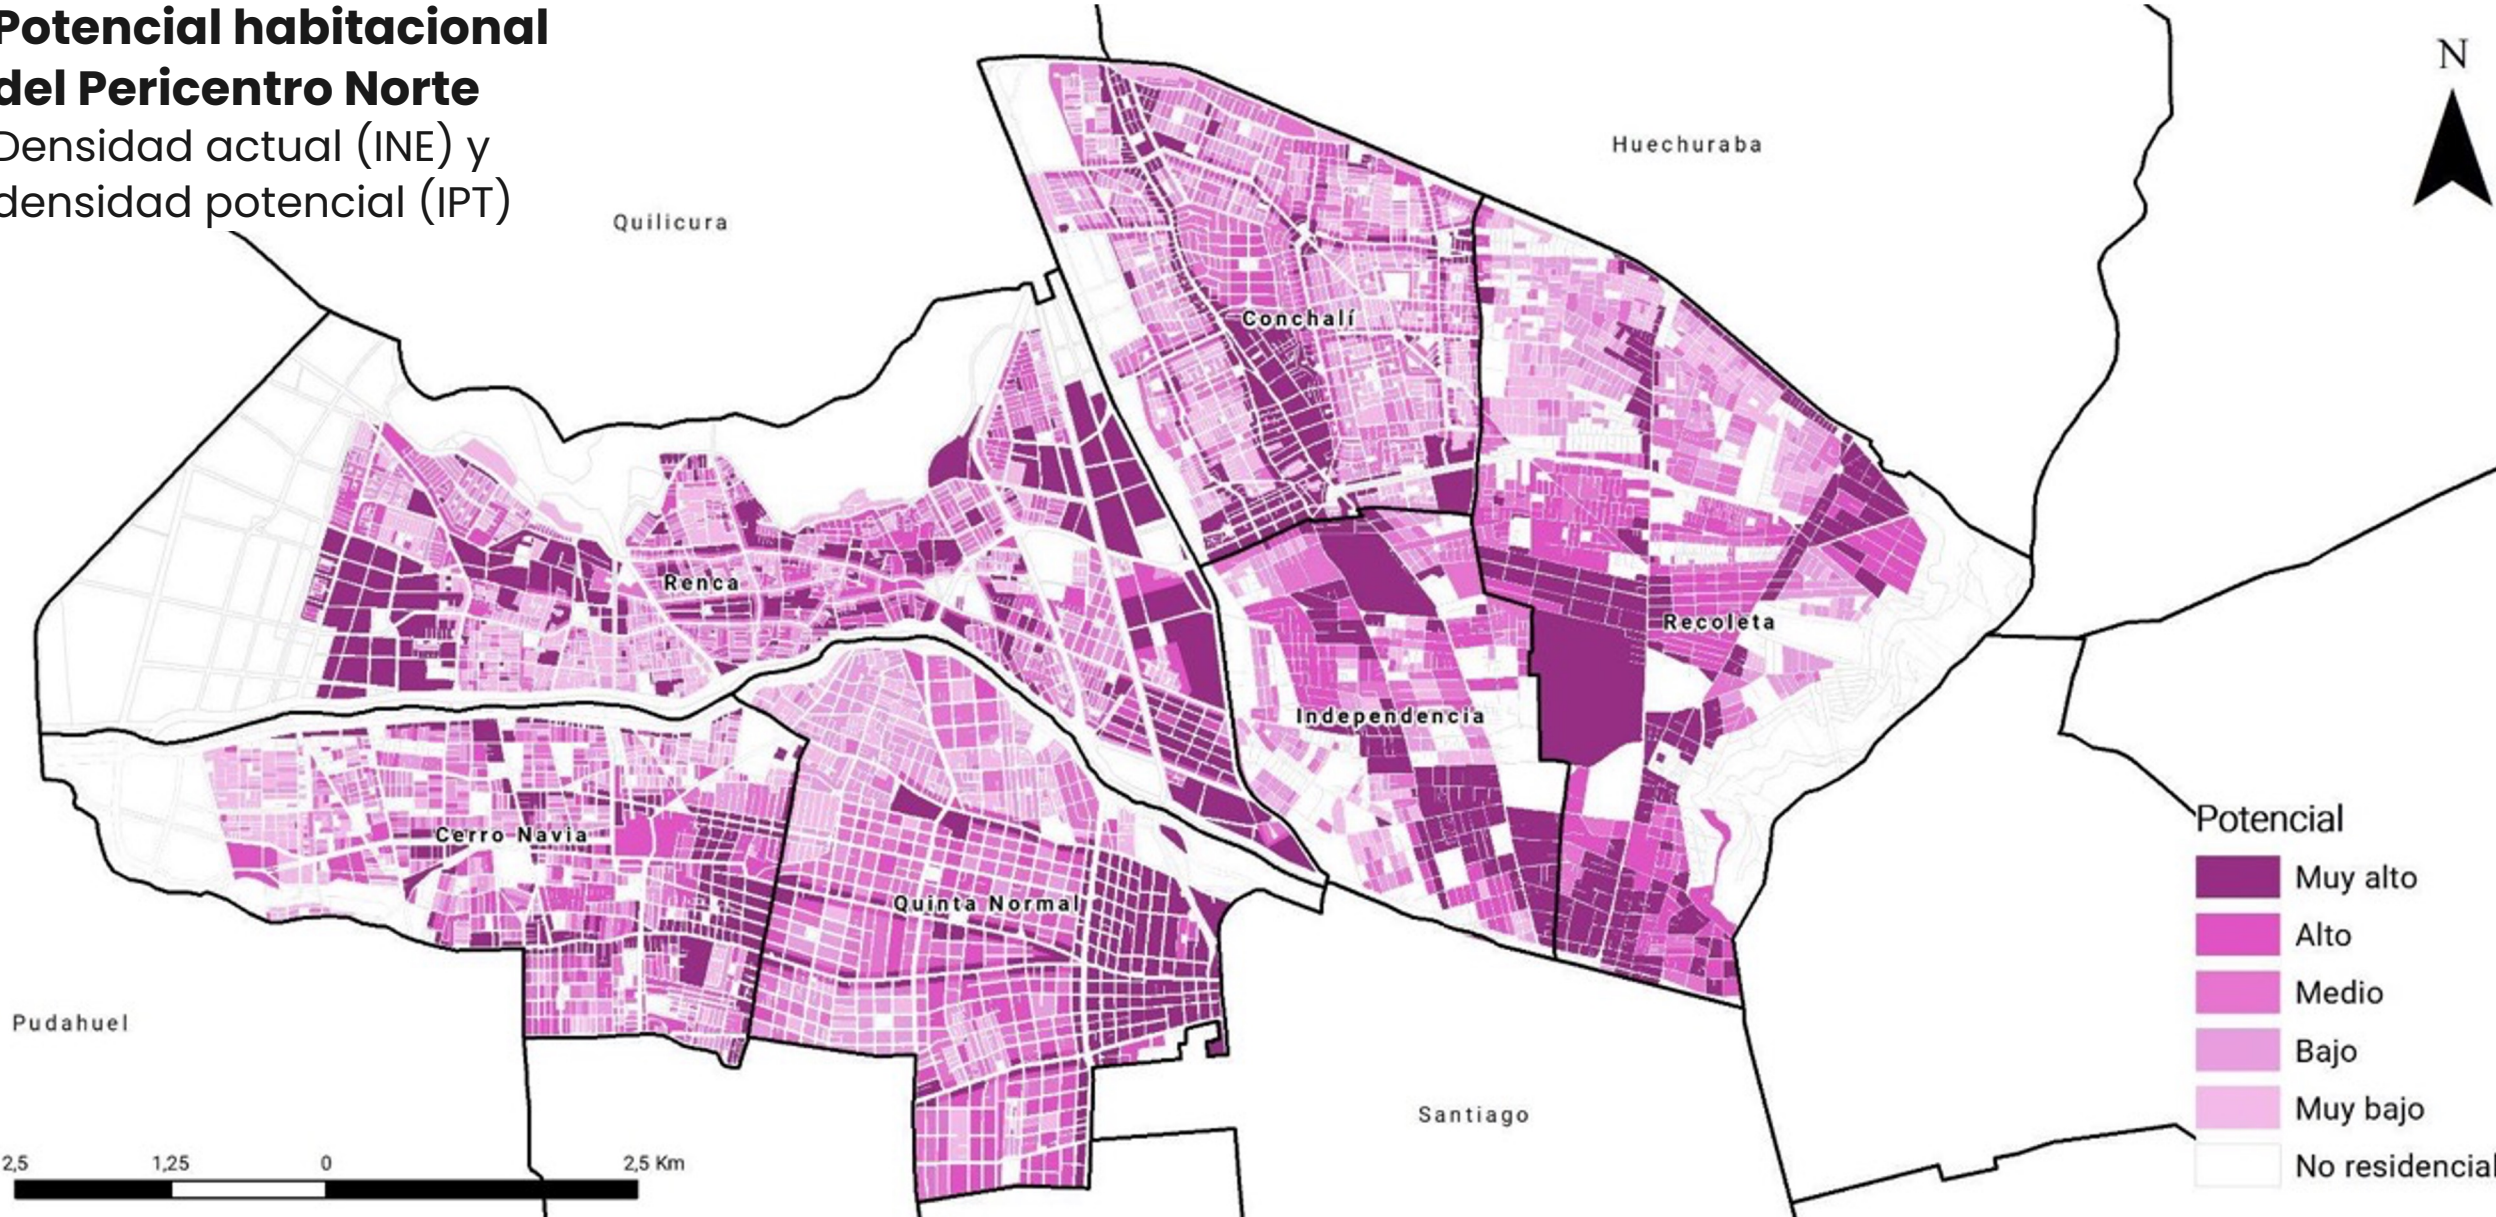 Potencial habitacional
del Pericentro Norte
Densidad actual (INE) y
densidad potencial (IPT)
N
Huechuraba
Quilicura
Conchalí
Renca
Recoleta
Independencia
Cerro Navia
Quinta Normal
Pudahuel
Santiago
Potencial
Muy alto
Alto
Medio
Bajo
Muy bajo
No residencial
2,5 1,25 0 2,5 Km